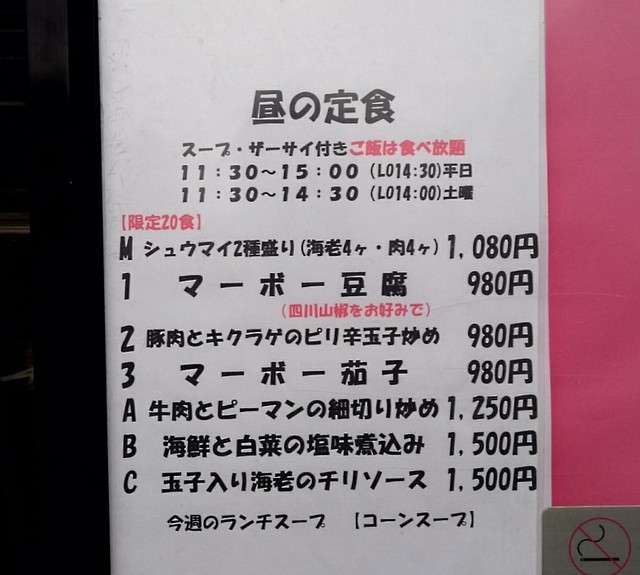 昼の定食
スープ・ザーサイ付きご飯は食べ放題
11:30～15:00 (LO14:30)平日
11:30～14:30 (LO14:00)土曜
【限定20食】
M シュウマイ2種盛り(海老4ヶ・肉4ヶ) 1,080円
1 マーボー豆腐 980円
(四川山椒をお好みで)
2 豚肉とキクラゲのピリ辛玉子炒め 980円
3 マーボー茄子 980円
A 牛肉とピーマンの細切り炒め 1,250円
B 海鮮と白菜の塩味煮込み 1,500円
C 玉子入り海老のチリソース 1,500円
今週のランチスープ 【コーンスープ】